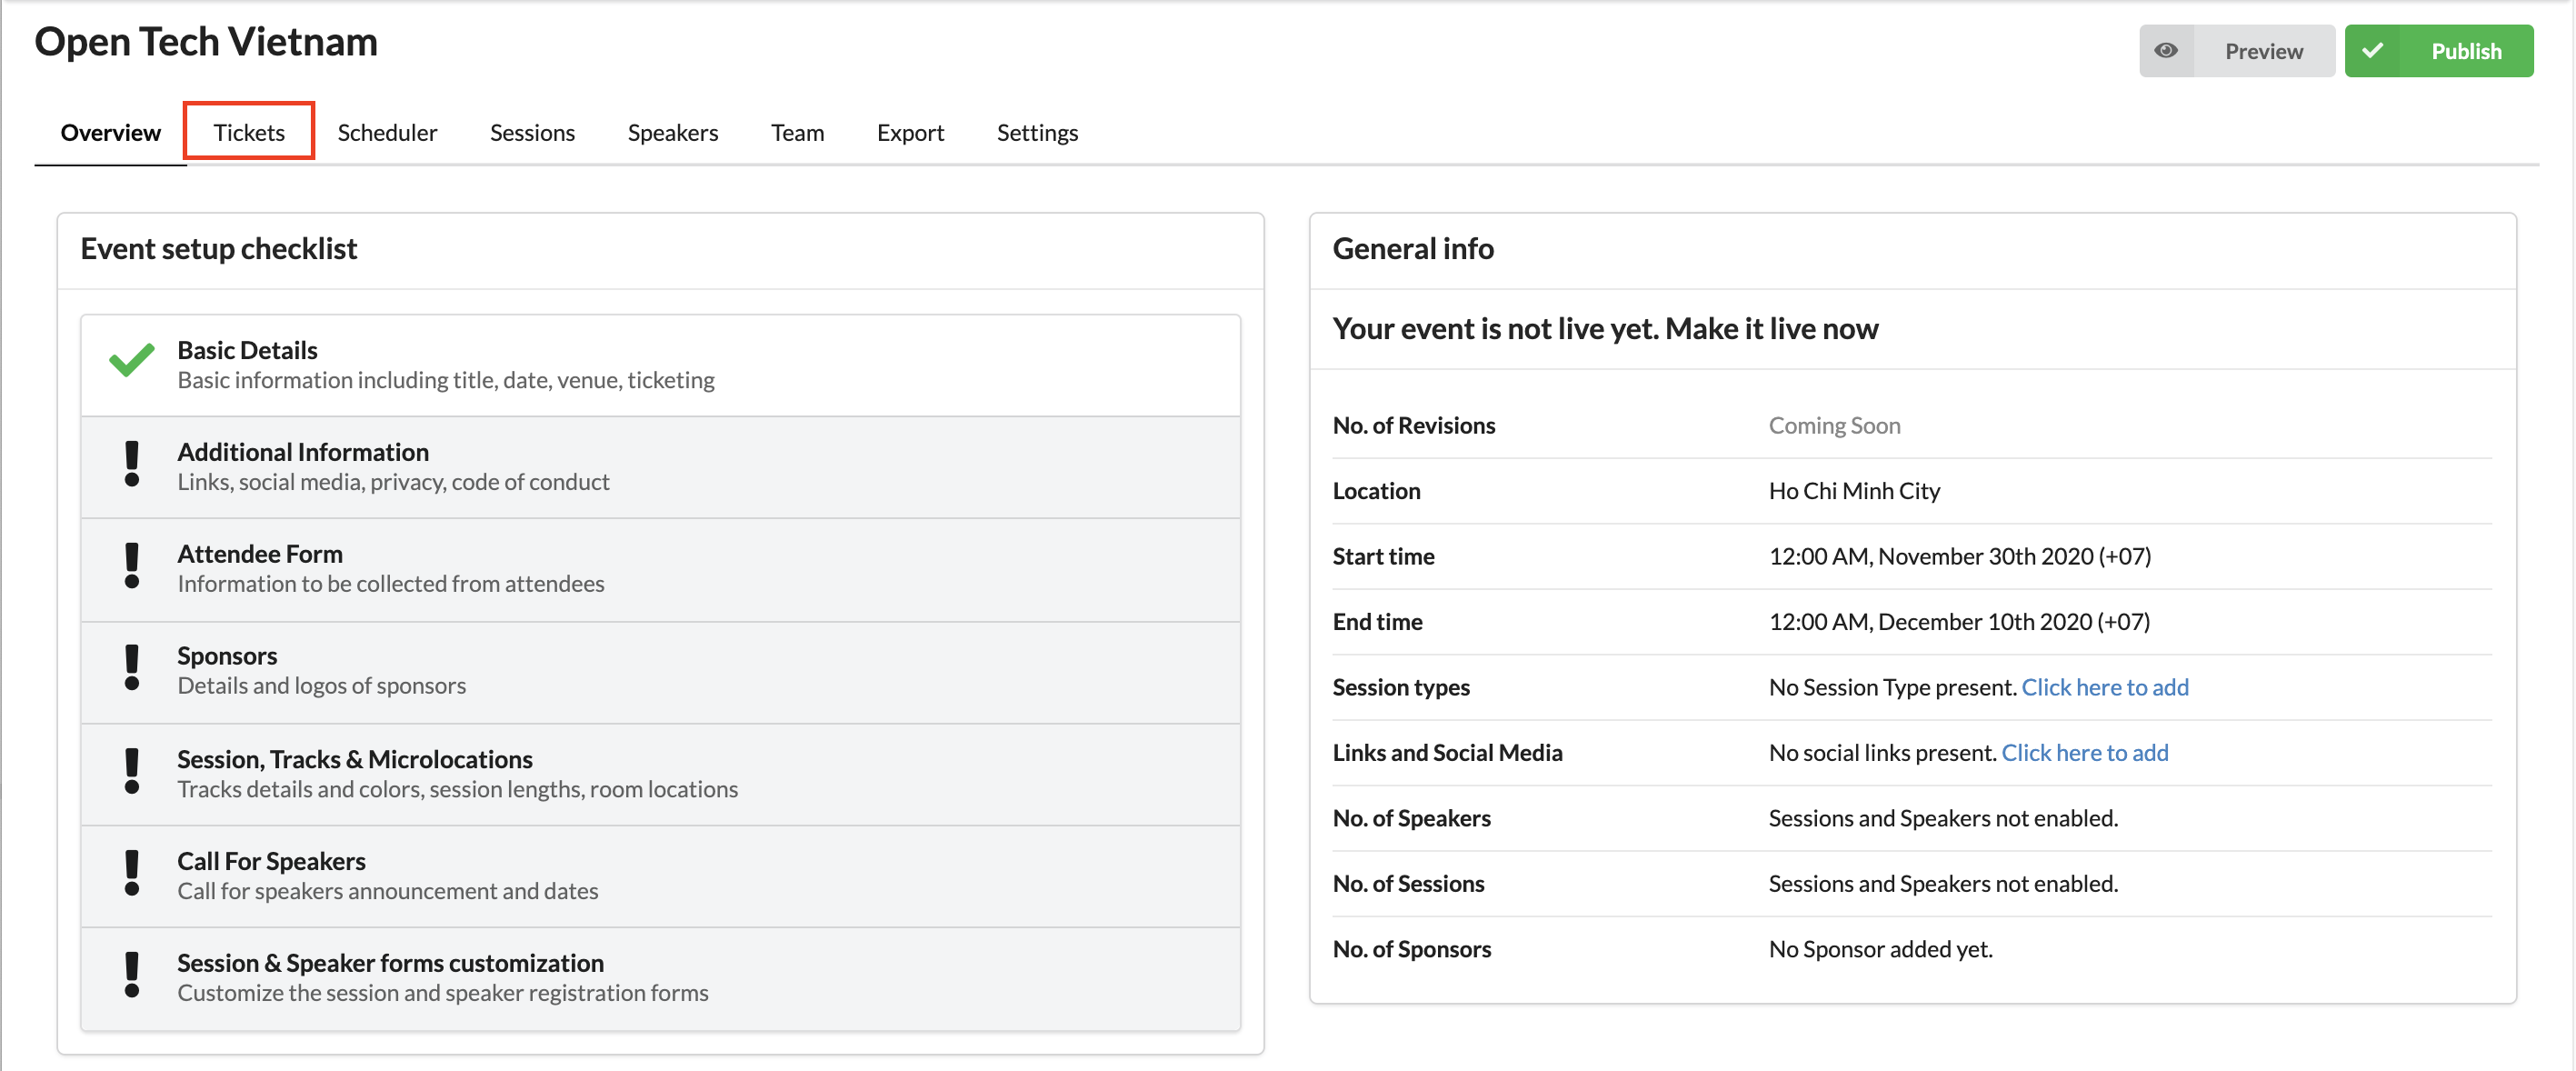 Open Tech Vietnam
Preview
Publish
Overview
Tickets
Scheduler
Sessions
Speakers
Team
Export
Settings
Event setup checklist
Basic Details
Basic information including title, date, venue, ticketing
Additional Information
Links, social media, privacy, code of conduct
Attendee Form
Information to be collected from attendees
Sponsors
Details and logos of sponsors
Session, Tracks & Microlocations
Tracks details and colors, session lengths, room locations
Call For Speakers
Call for speakers announcement and dates
Session & Speaker forms customization
Customize the session and speaker registration forms
General info
Your event is not live yet. Make it live now
No. of Revisions Coming Soon
Location Ho Chi Minh City
Start time 12:00 AM, November 30th 2020 (+07)
End time 12:00 AM, December 10th 2020 (+07)
Session types No Session Type present. Click here to add
Links and Social Media No social links present. Click here to add
No. of Speakers Sessions and Speakers not enabled.
No. of Sessions Sessions and Speakers not enabled.
No. of Sponsors No Sponsor added yet.